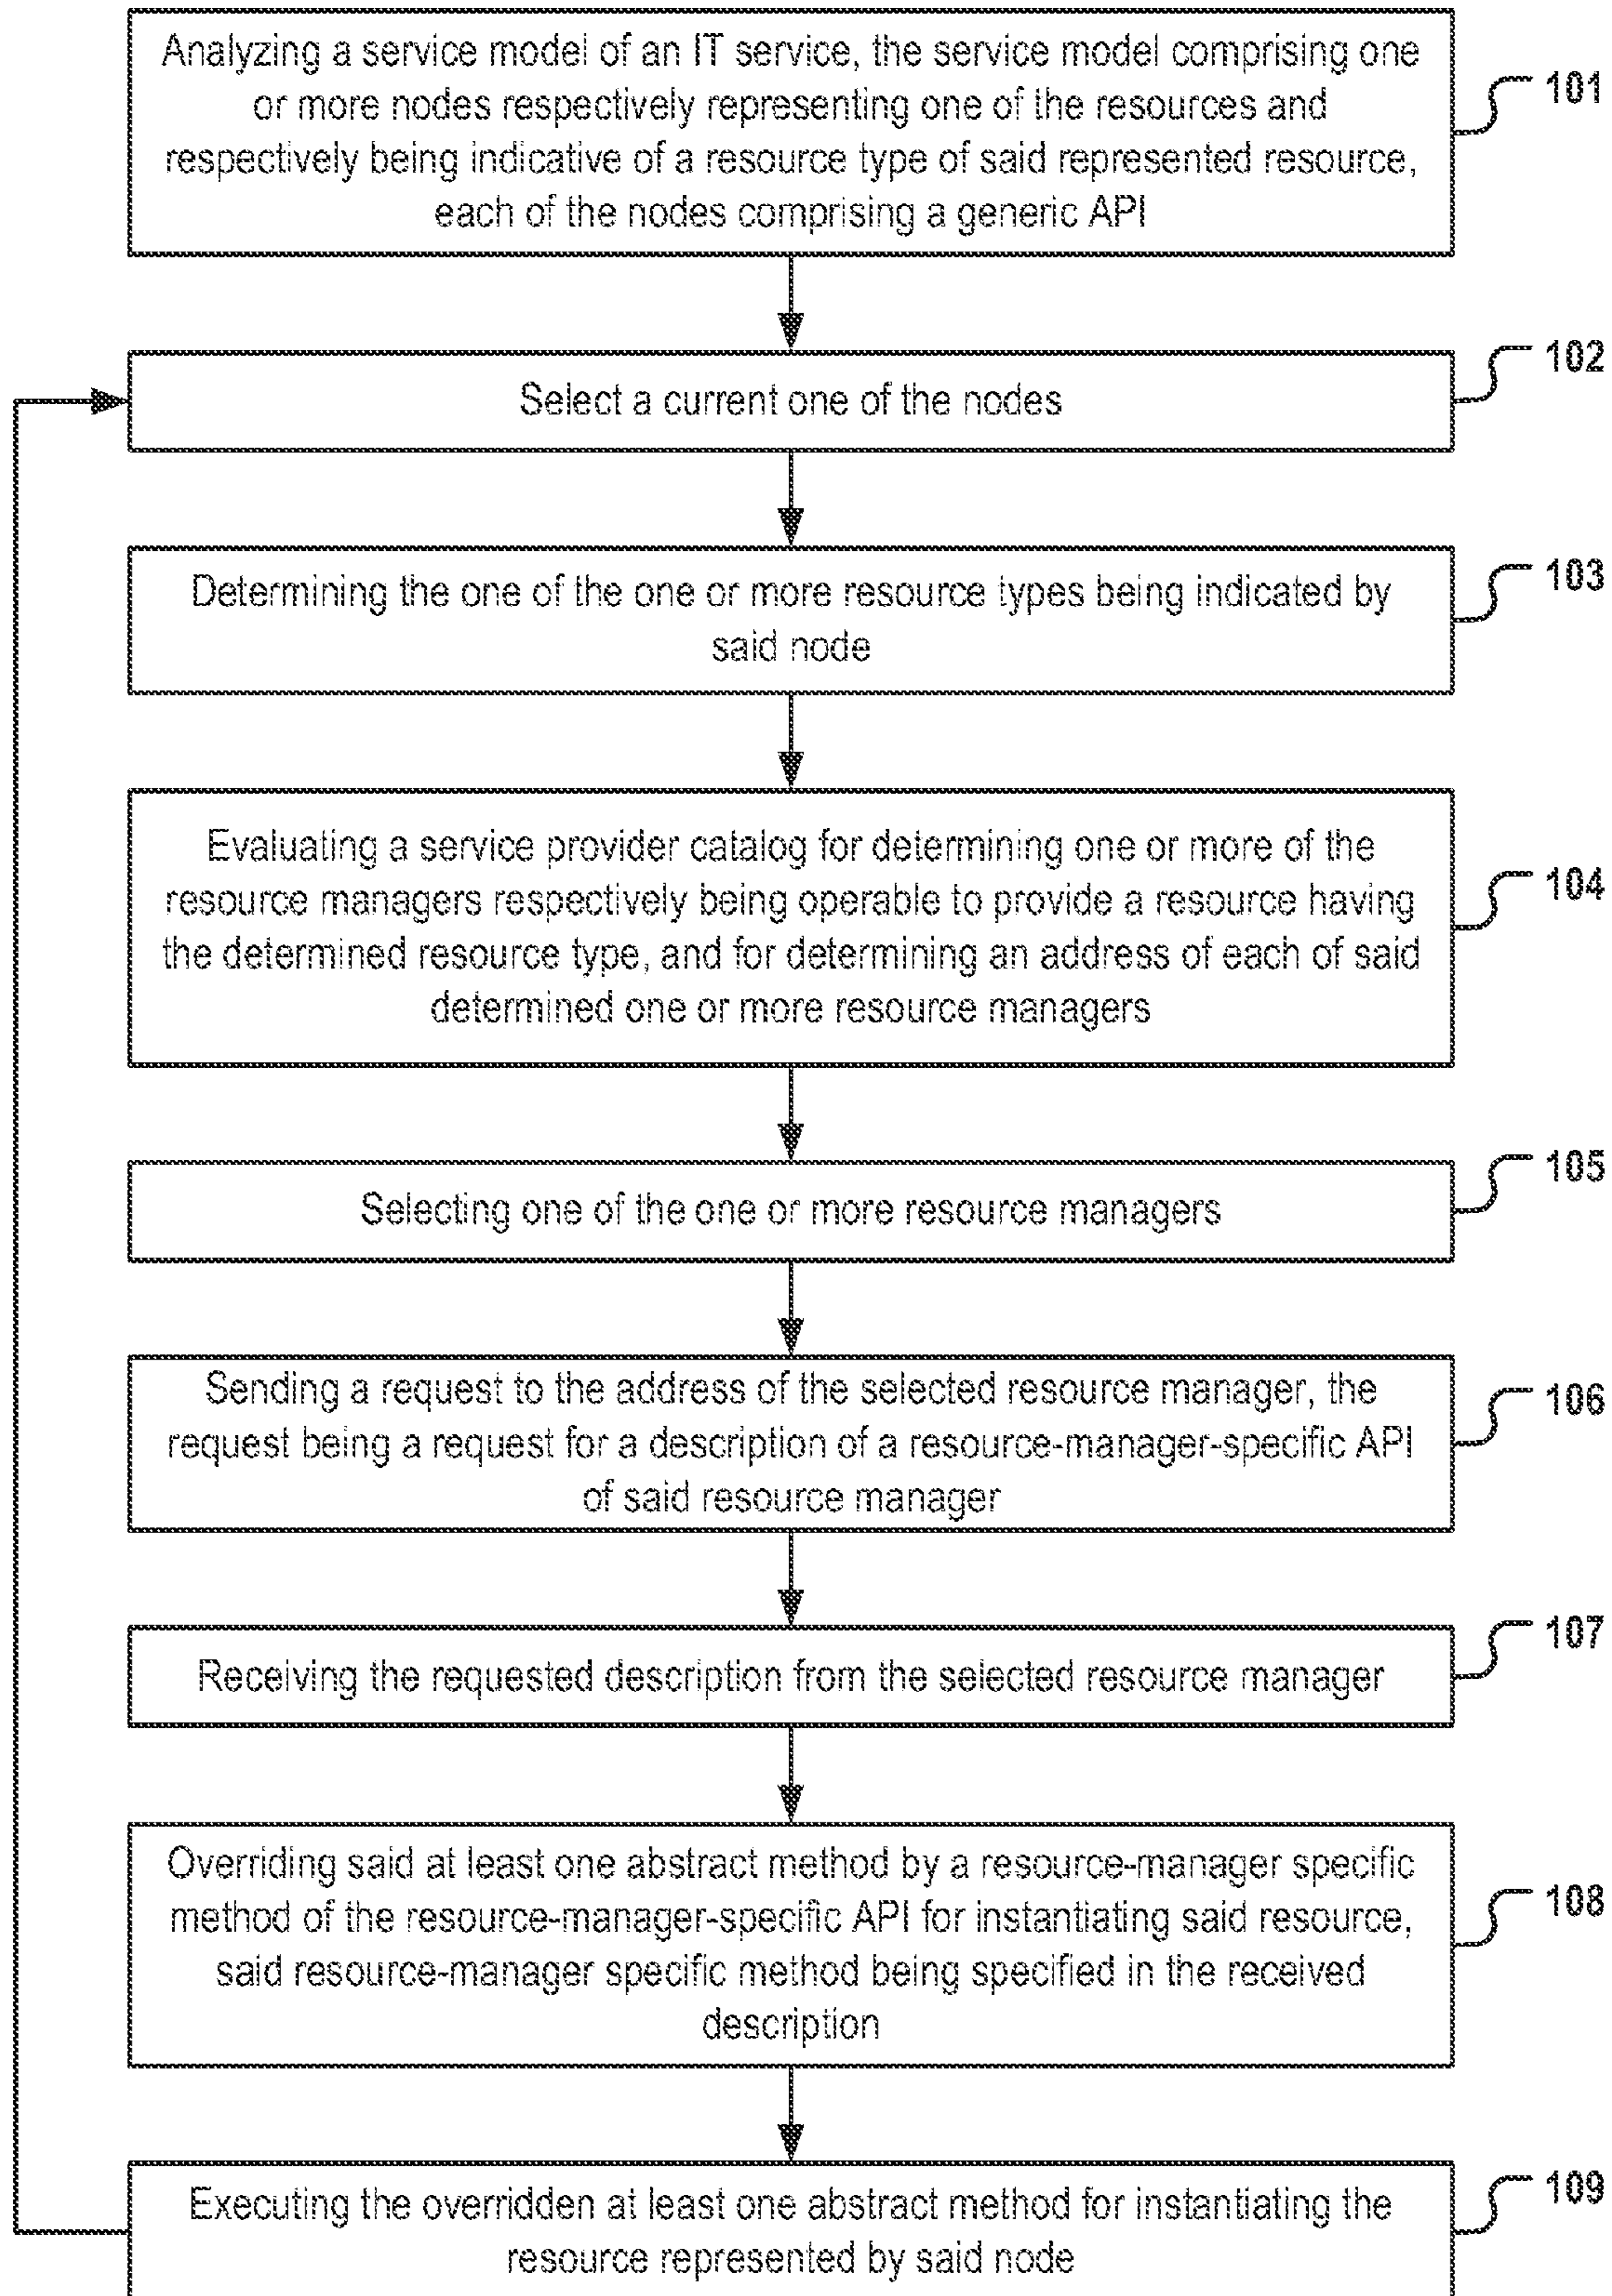 Analyzing a service model of an IT service, the service model comprising one
or more nodes respectively representing one of the resources and
respectively being indicative of a resource type of said represented resource,
each of the nodes comprising a generic API
101
Select a current one of the nodes
102
Determining the one of the one or more resource types being indicated by
said node
103
Evaluating a service provider catalog for determining one or more of the
resource managers respectively being operable to provide a resource having
the determined resource type, and for determining an address of each of said
determined one or more resource managers
104
Selecting one of the one or more resource managers
105
Sending a request to the address of the selected resource manager, the
request being a request for a description of a resource-manager-specific API
of said resource manager
106
Receiving the requested description from the selected resource manager
107
Overriding said at least one abstract method by a resource-manager specific
method of the resource-manager-specific API for instantiating said resource,
said resource-manager specific method being specified in the received
description
108
Executing the overridden at least one abstract method for instantiating the
resource represented by said node
109